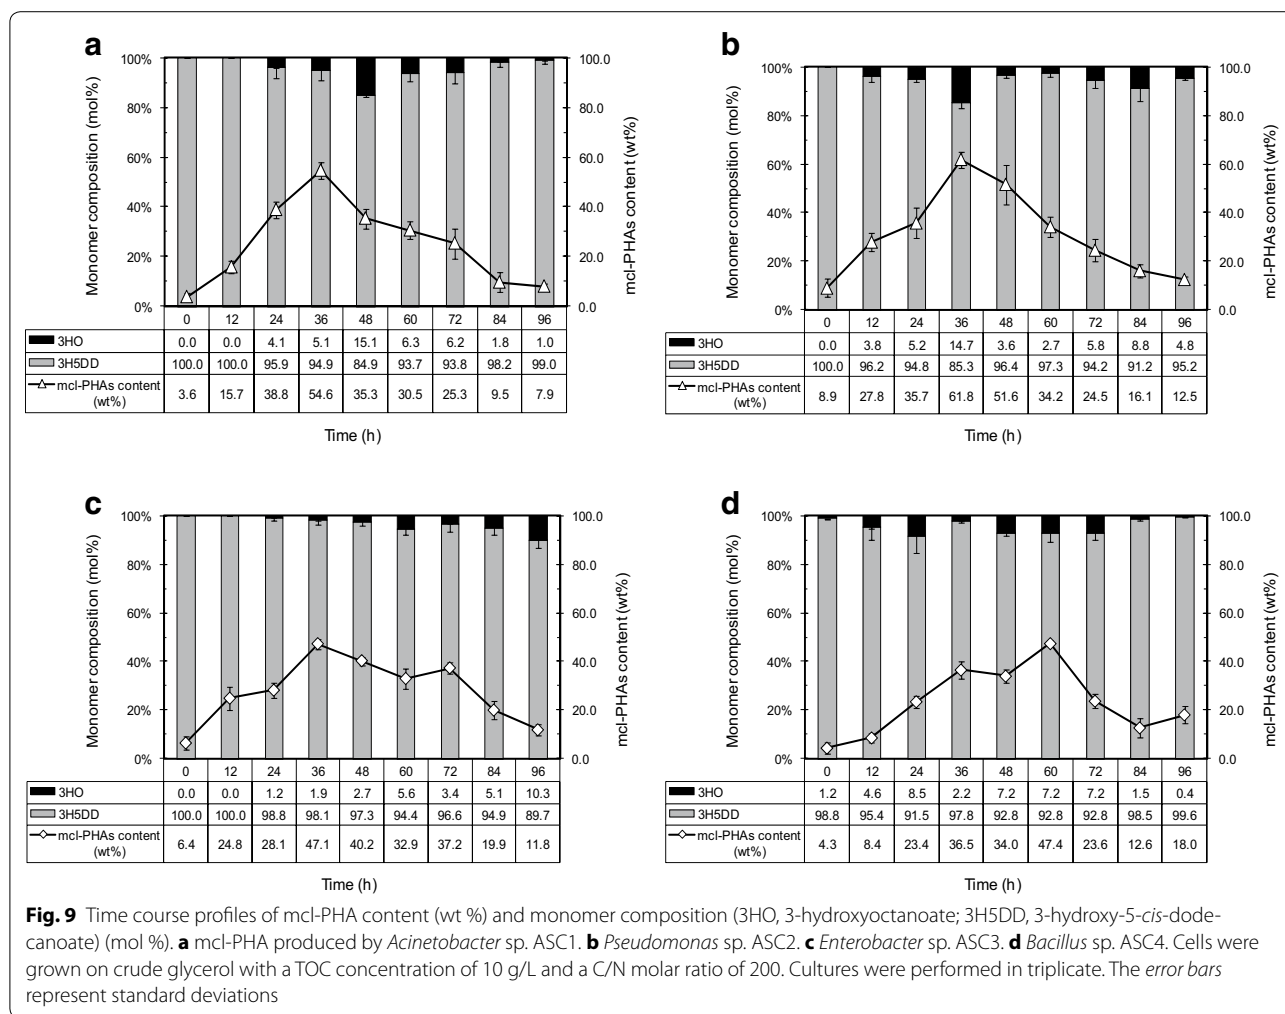 a
Monomer composition (mol%)
100%
80%
60%
40%
20%
0%
100.0
80.0
60.0
40.0
20.0
0.0
mcl-PHAs content (wt%)
0 12 24 36 48 60 72 84 96
3HO 0.0 0.0 4.1 5.1 15.1 6.3 6.2 1.8 1.0
3H5DD 100.0 100.0 95.9 94.9 84.9 93.7 93.8 98.2 99.0
mcl-PHAs content
(wt%) 3.6 15.7 38.8 54.6 35.3 30.5 25.3 9.5 7.9
Time (h)
b
Monomer composition (mol%)
100%
80%
60%
40%
20%
0%
100.0
80.0
60.0
40.0
20.0
0.0
mcl-PHAs content (wt%)
0 12 24 36 48 60 72 84 96
3HO 0.0 3.8 5.2 14.7 3.6 2.7 5.8 8.8 4.8
3H5DD 100.0 96.2 94.8 85.3 96.4 97.3 94.2 91.2 95.2
mcl-PHAs content
(wt%) 8.9 27.8 35.7 61.8 51.6 34.2 24.5 16.1 12.5
Time (h)
c
Monomer composition (mol%)
100%
80%
60%
40%
20%
0%
100.0
80.0
60.0
40.0
20.0
0.0
mcl-PHAs content (wt%)
0 12 24 36 48 60 72 84 96
3HO 0.0 0.0 1.2 1.9 2.7 5.6 3.4 5.1 10.3
3H5DD 100.0 100.0 98.8 98.1 97.3 94.4 96.6 94.9 89.7
mcl-PHAs content
(wt%) 6.4 24.8 28.1 47.1 40.2 32.9 37.2 19.9 11.8
Time (h)
d
Monomer composition (mol%)
100%
80%
60%
40%
20%
0%
100.0
80.0
60.0
40.0
20.0
0.0
mcl-PHAs content (wt%)
0 12 24 36 48 60 72 84 96
3HO 1.2 4.6 8.5 2.2 7.2 7.2 7.2 1.5 0.4
3H5DD 98.8 95.4 91.5 97.8 92.8 92.8 92.8 98.5 99.6
mcl-PHAs content
(wt%) 4.3 8.4 23.4 36.5 34.0 47.4 23.6 12.6 18.0
Time (h)
Fig. 9 Time course profiles of mcl-PHA content (wt %) and monomer composition (3HO, 3-hydroxyoctanoate; 3H5DD, 3-hydroxy-5-cis-dode-
canoate) (mol %). a mcl-PHA produced by Acinetobacter sp. ASC1. b Pseudomonas sp. ASC2. c Enterobacter sp. ASC3. d Bacillus sp. ASC4. Cells were
grown on crude glycerol with a TOC concentration of 10 g/L and a C/N molar ratio of 200. Cultures were performed in triplicate. The error bars
represent standard deviations